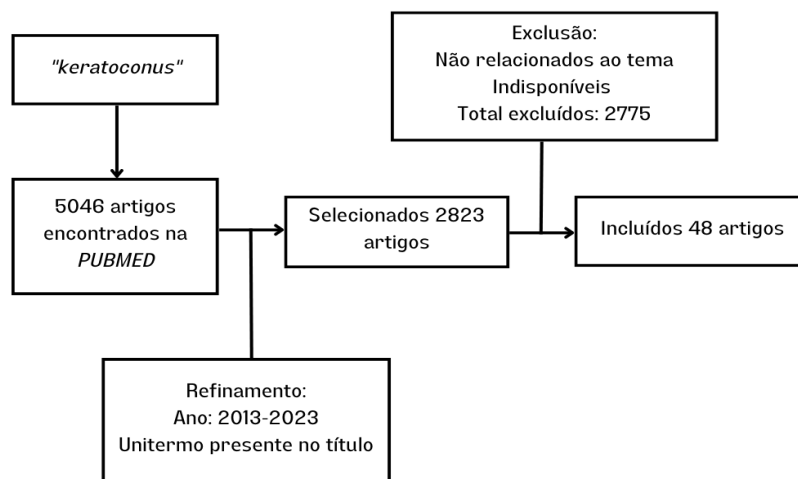 "keratoconus"
5046 artigos
encontrados na
PUBMED
Refinamento:
Ano: 2013-2023
Unitermo presente no título
Selecionados 2823
artigos
Exclusão:
Não relacionados ao tema
Indisponíveis
Total excluídos: 2775
Incluídos 48 artigos